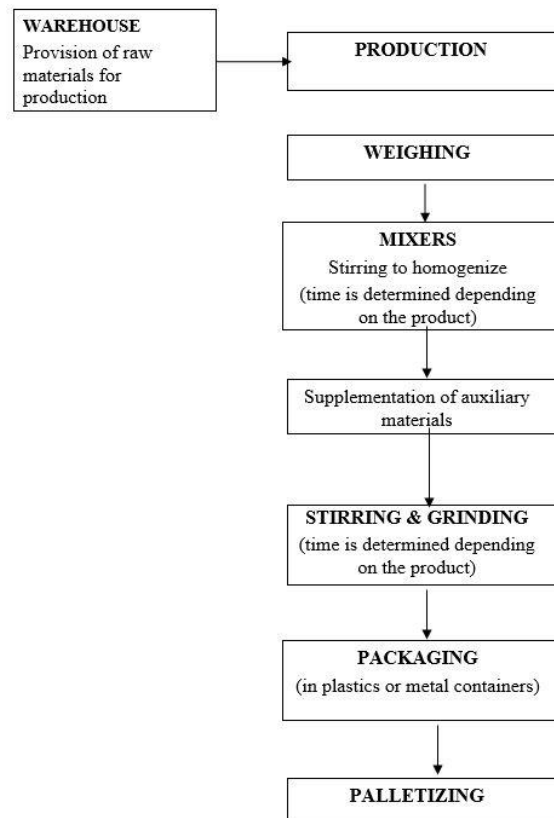 WAREHOUSE
Provision of raw
materials for
production
PRODUCTION
WEIGHING
MIXERS
Stirring to homogenize
(time is determined depending
on the product)
Supplementation of auxiliary
materials
STIRRING & GRINDING
(time is determined depending
on the product)
PACKAGING
(in plastics or metal containers)
PALLETIZING